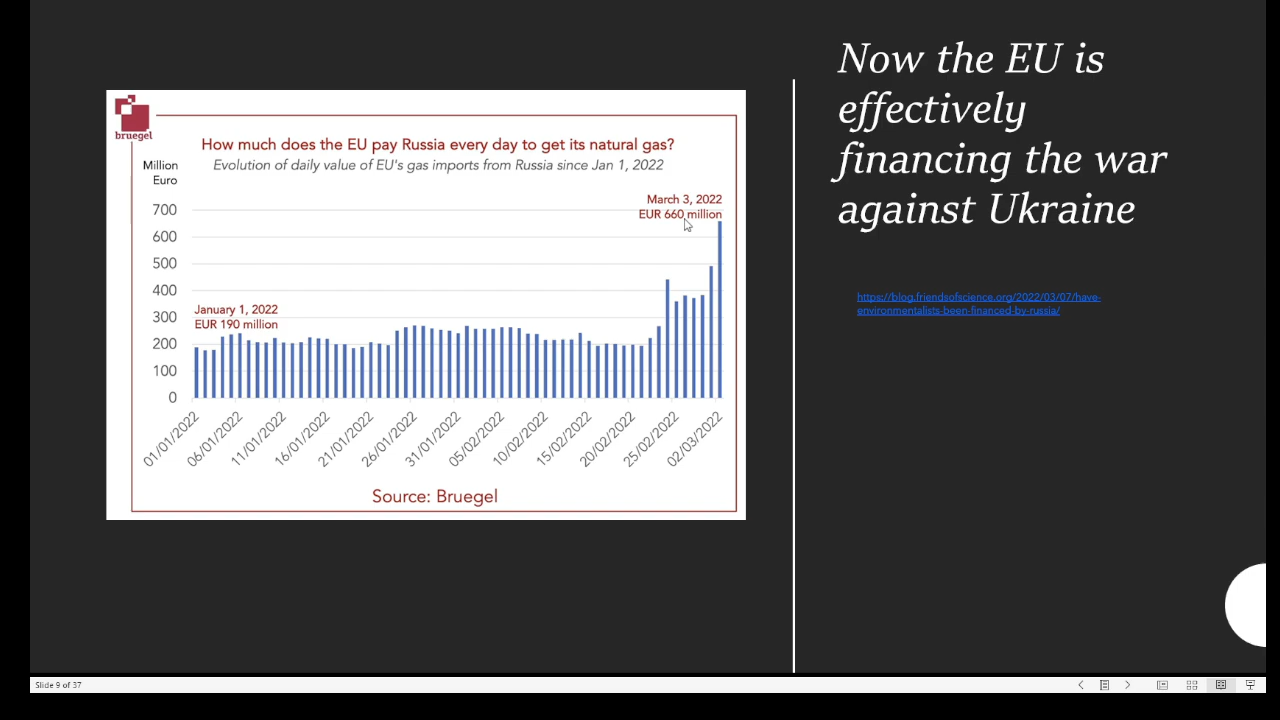 bruegel
How much does the EU pay Russia every day to get its natural gas?
Evolution of daily value of EU's gas imports from Russia since Jan 1, 2022
Million
Euro
March 3, 2022
EUR 660 million
700
600
500
400
300
200
100
0
January 1, 2022
EUR 190 million
01/01/2022
06/01/2022
11/01/2022
16/01/2022
21/01/2022
26/01/2022
31/01/2022
05/02/2022
10/02/2022
15/02/2022
20/02/2022
25/02/2022
02/03/2022
Source: Bruegel
Now the EU is
effectively
financing the war
against Ukraine
https://blog.friendsofscience.org/2022/03/07/have-
environmentalists-been-financed-by-russia/
Slide 9 of 37